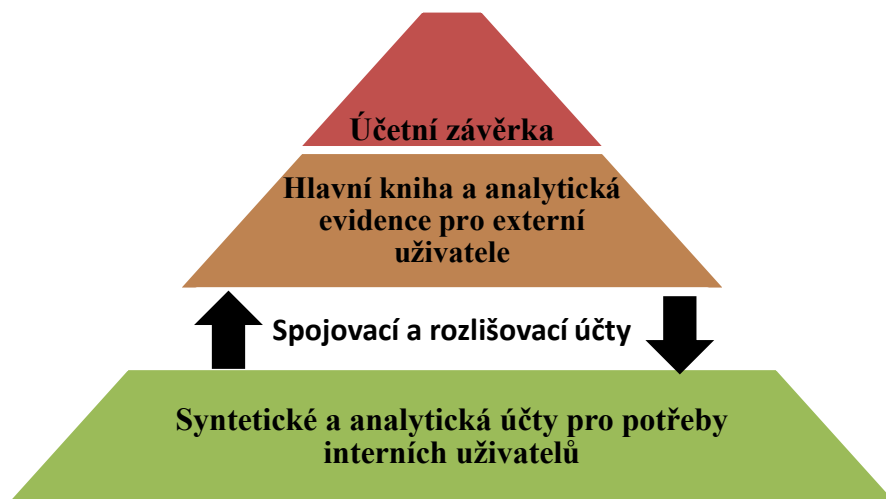 Účetní závěrka
Hlavní kniha a analytická
evidence pro externí
uživatele
Spojovací a rozlišovací účty
Syntetické a analytická účty pro potřeby
interních uživatelů